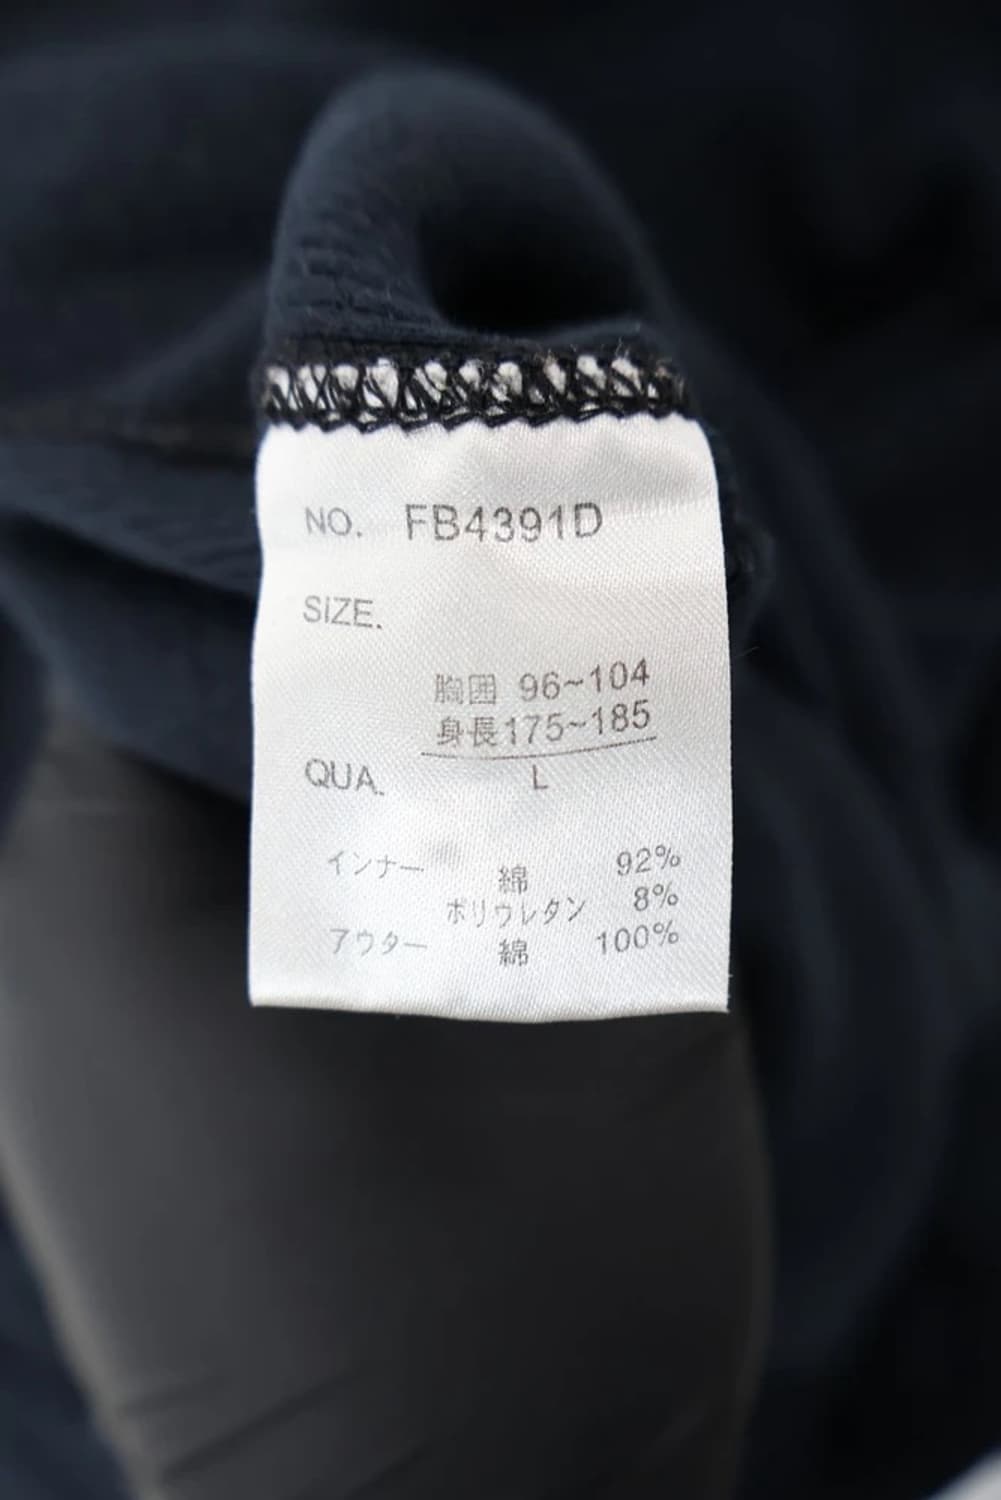 NO. FB4391D
SIZE.
胸囲 96~104
身長175~185
QUA. L
インナー 綿 92%
ポリウレタン 8%
アウター 綿 100%